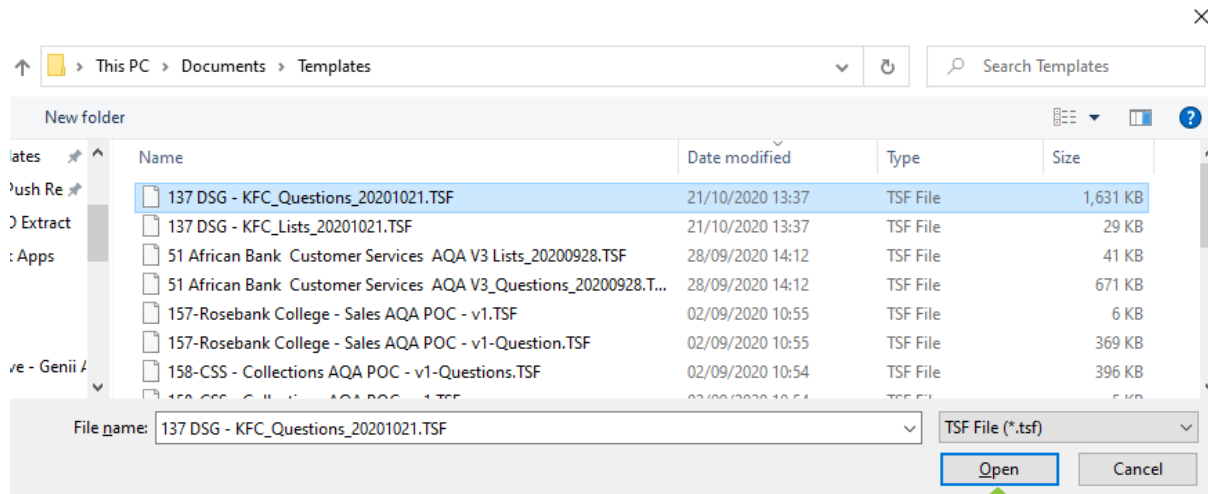 This PC > Documents > Templates
Search Templates
New folder
Name Date modified Type Size
137 DSG - KFC_Questions_20201021.TSF 21/10/2020 13:37 TSF File 1,631 KB
137 DSG - KFC_Lists_20201021.TSF 21/10/2020 13:37 TSF File 29 KB
51 African Bank Customer Services AQA V3 Lists_20200928.TSF 28/09/2020 14:12 TSF File 41 KB
51 African Bank Customer Services AQA V3_Questions_20200928.T... 28/09/2020 14:12 TSF File 671 KB
157-Rosebank College - Sales AQA POC - v1.TSF 02/09/2020 10:55 TSF File 6 KB
157-Rosebank College - Sales AQA POC - v1-Question.TSF 02/09/2020 10:55 TSF File 369 KB
158-CSS - Collections AQA POC - v1-Questions.TSF 02/09/2020 10:54 TSF File 396 KB
lates
Push Re
O Extract
Apps
ve - Genii
File name: 137 DSG - KFC_Questions_20201021.TSF TSF File (*.tsf)
Open Cancel